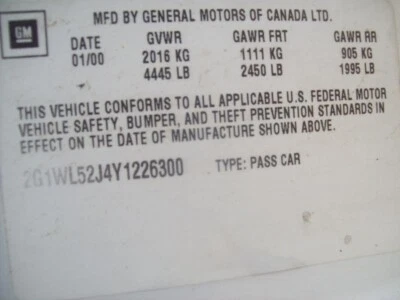 MFD BY GENERAL MOTORS OF CANADA LTD.
GM
DATE GVWR GAWR FRT GAWR RR
01/00 2016 KG 1111 KG 905 KG
4445 LB 2450 LB 1995 LB
THIS VEHICLE CONFORMS TO ALL APPLICABLE U.S. FEDERAL MOTOR
VEHICLE SAFETY, BUMPER, AND THEFT PREVENTION STANDARDS IN
EFFECT ON THE DATE OF MANUFACTURE SHOWN ABOVE.
2G1WL52J4Y1226300 TYPE: PASS CAR